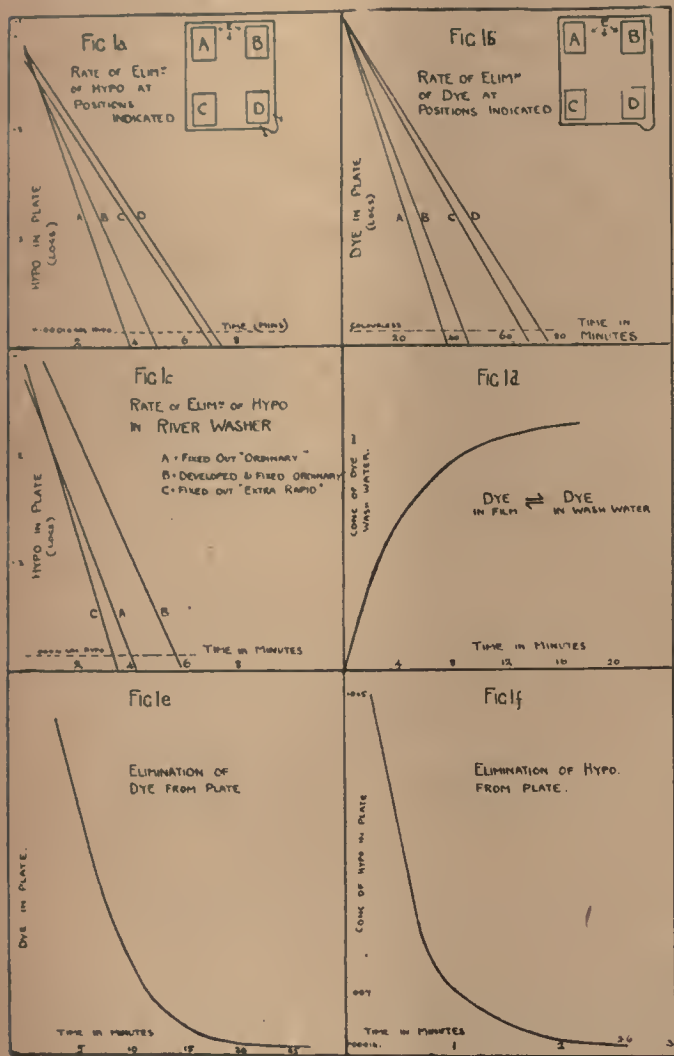 Fig 1a
RATE OF ELIMN
OF HYPO AT
POSITIONS
INDICATED
A
B
C
D
E
HYPO IN PLATE
(LOGS)
A B C D
TIME (MINS)
2 4 6 8
Fig 1b
RATE OF ELIMN
OF DYE AT
POSITIONS INDICATED
A
B
C
D
E
DYE IN PLATE
(LOGS)
A B C D
COLOURLESS
TIME IN
MINUTES
20 40 60 80
Fig 1c
RATE OF ELIMN OF HYPO
IN RIVER WASHER
A = FIXED OUT "ORDINARY"
B = DEVELOPED & FIXED ORDINARY
C = FIXED OUT "EXTRA RAPID"
HYPO IN PLATE
(LOGS)
C A B
TIME IN MINUTES
2 4 6 8
Fig 1d
CONC OF DYE IN
WASH WATER.
DYE ⇌ DYE
IN FILM IN WASH WATER
TIME IN MINUTES
4 8 12 16 20
Fig 1e
ELIMINATION OF
DYE FROM PLATE
DYE IN PLATE.
TIME IN MINUTES
5 10 15 20 25
Fig 1f
ELIMINATION OF HYPO.
FROM PLATE.
CONC OF HYPO IN PLATE
TIME IN MINUTES
1 2 2.6 3